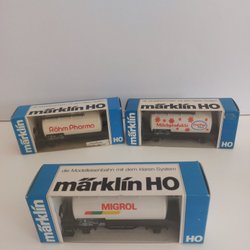 märklin
märklin HO
Röhm Pharma
HO
märklin
märklin HO
Milchprodukte
HO
die Modelleisenbahn mit dem klaren System
märklin HO
märklin
MIGROL
HO